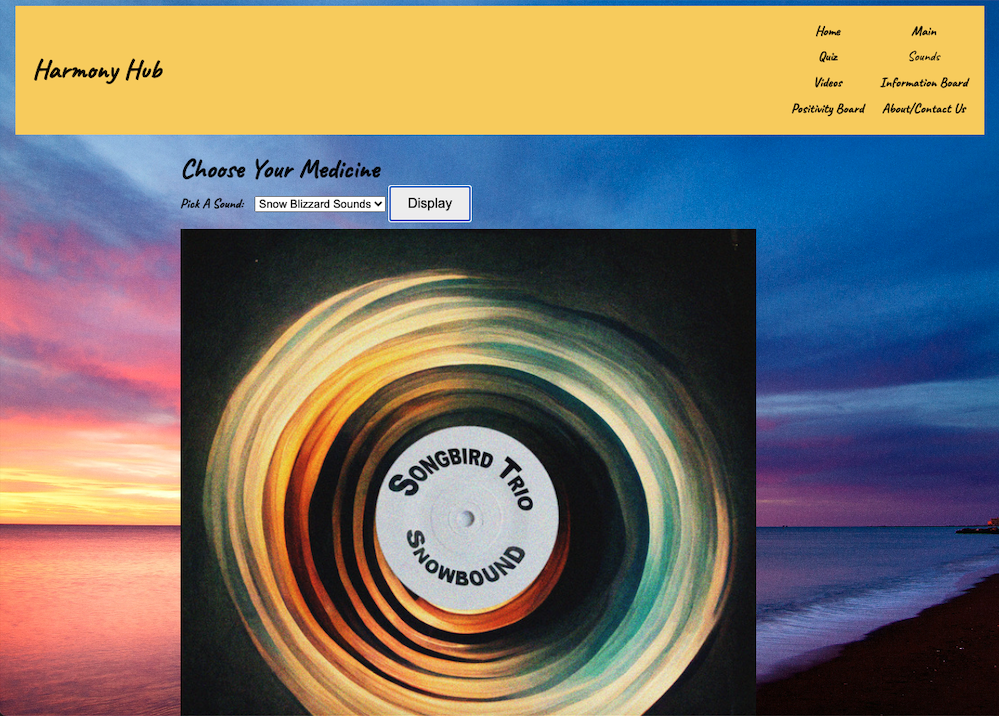 Harmony Hub
Home
Main
Quiz
Sounds
Videos
Information Board
Positivity Board
About/Contact Us
Choose Your Medicine
Pick A Sound:
Snow Blizzard Sounds
Display
SONGBIRD TRIO
SNOWBOUND